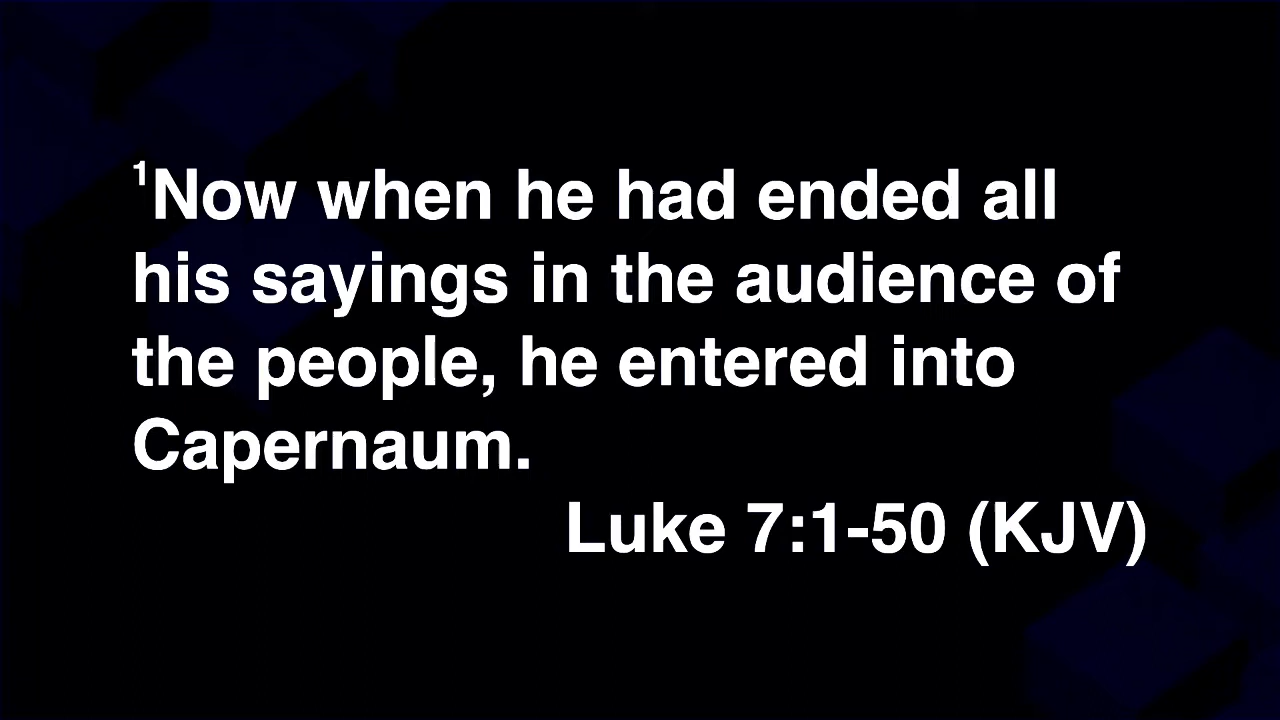 ¹Now when he had ended all
his sayings in the audience of
the people, he entered into
Capernaum.
Luke 7:1-50 (KJV)